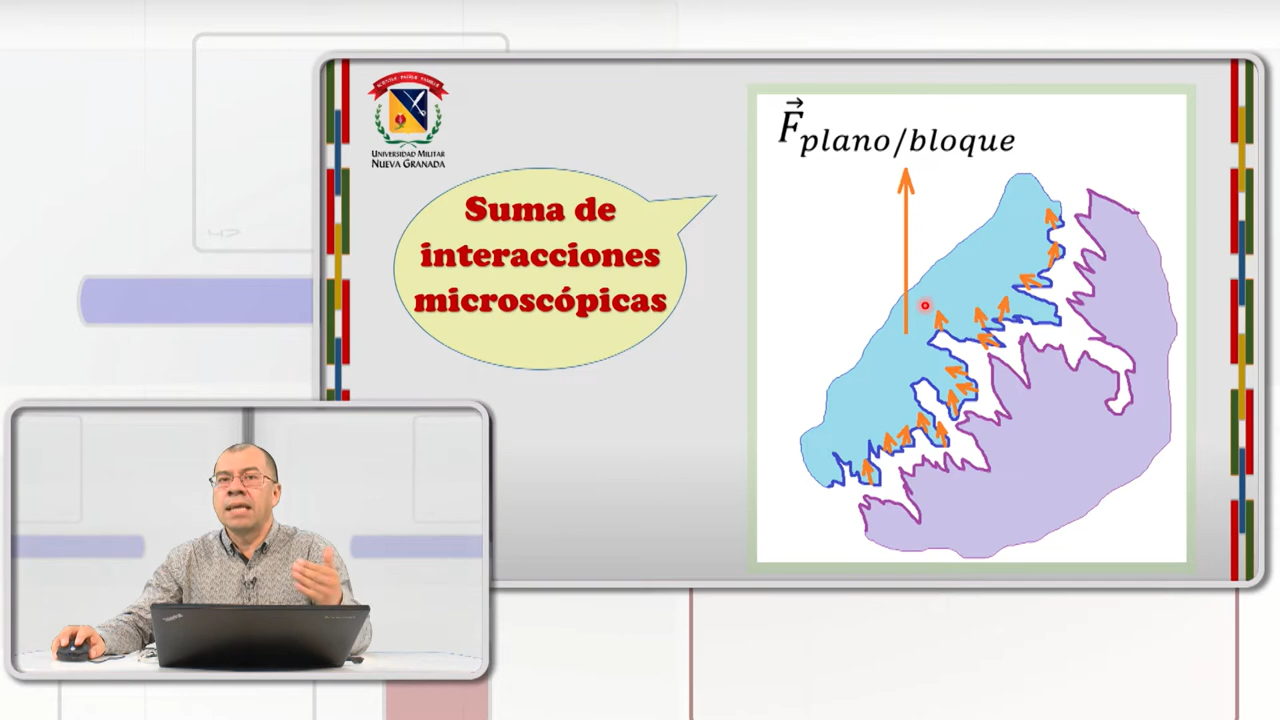 UNIVERSIDAD MILITAR
NUEVA GRANADA
Suma de
interacciones
microscópicas
F⃗plano/bloque